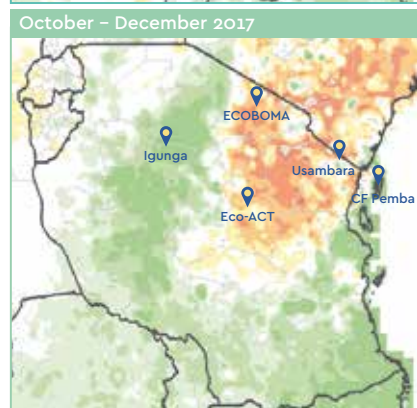 October – December 2017
ECOBOMA
Igunga
Usambara
CF Pemba
Eco-ACT